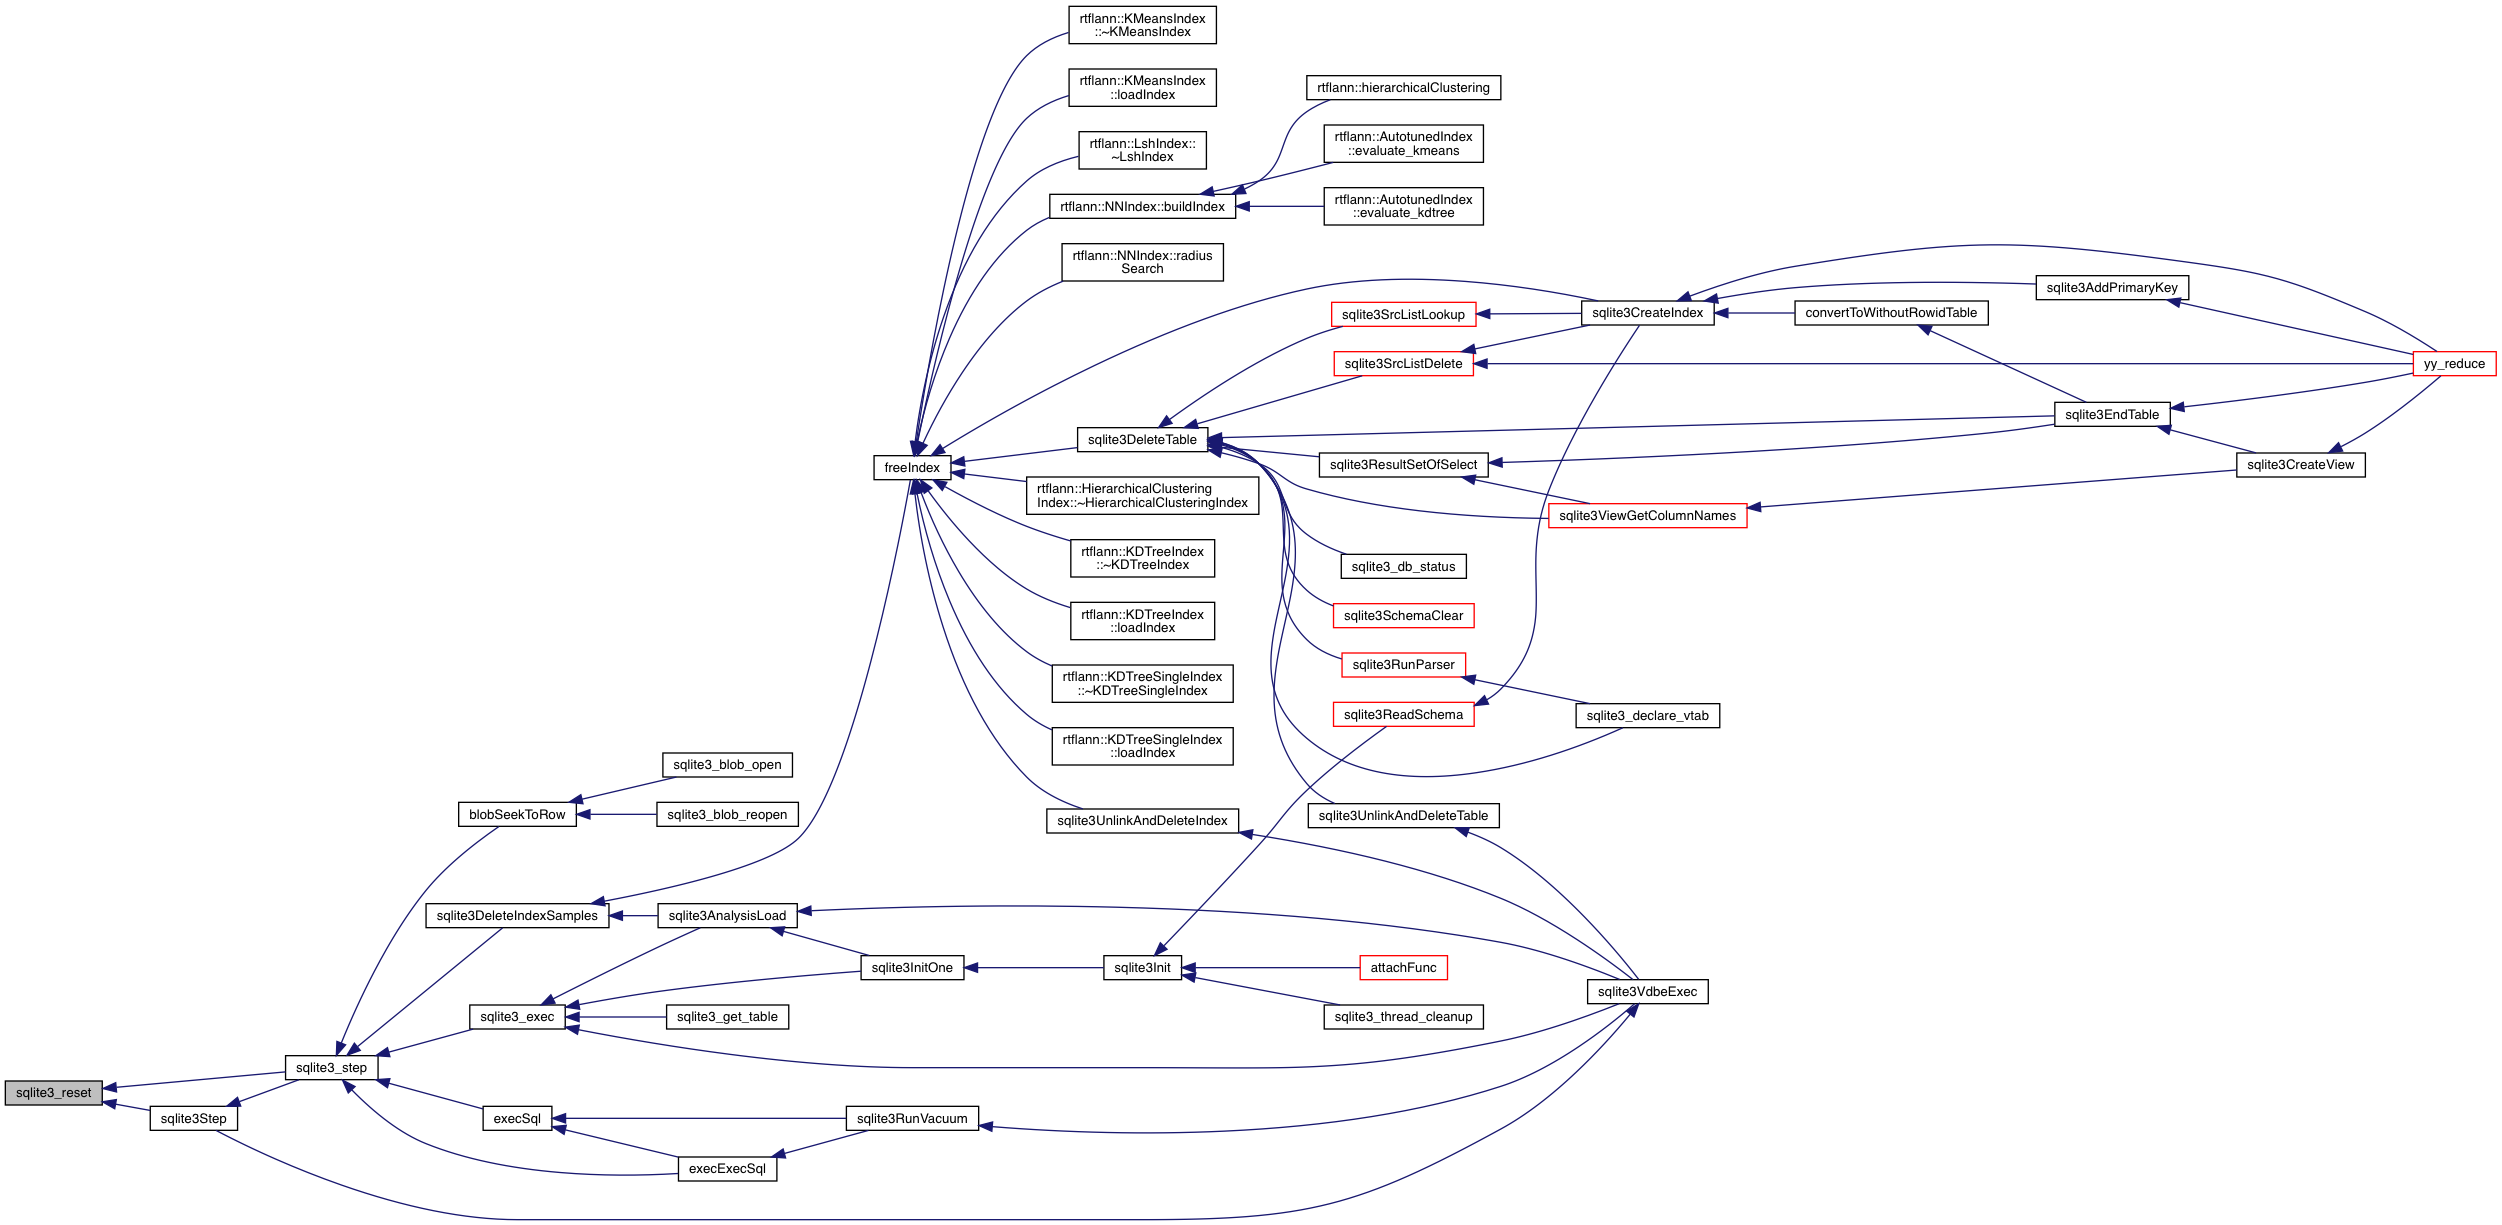 rtflann::KMeansIndex
::~KMeansIndex
rtflann::KMeansIndex
::loadIndex
rtflann::hierarchicalClustering
rtflann::LshIndex::
~LshIndex
rtflann::AutotunedIndex
::evaluate_kmeans
rtflann::NNIndex::buildIndex
rtflann::AutotunedIndex
::evaluate_kdtree
rtflann::NNIndex::radius
Search
sqlite3SrcListLookup
sqlite3CreateIndex
sqlite3AddPrimaryKey
convertToWithoutRowidTable
sqlite3SrcListDelete
yy_reduce
sqlite3DeleteTable
sqlite3EndTable
freeIndex
sqlite3ResultSetOfSelect
sqlite3CreateView
rtflann::HierarchicalClustering
Index::~HierarchicalClusteringIndex
sqlite3ViewGetColumnNames
rtflann::KDTreeIndex
::~KDTreeIndex
sqlite3_db_status
rtflann::KDTreeIndex
::loadIndex
sqlite3SchemaClear
rtflann::KDTreeSingleIndex
::~KDTreeSingleIndex
sqlite3RunParser
rtflann::KDTreeSingleIndex
::loadIndex
sqlite3ReadSchema
sqlite3_declare_vtab
sqlite3_blob_open
blobSeekToRow
sqlite3_blob_reopen
sqlite3UnlinkAndDeleteIndex
sqlite3UnlinkAndDeleteTable
sqlite3DeleteIndexSamples
sqlite3AnalysisLoad
sqlite3InitOne
sqlite3Init
attachFunc
sqlite3VdbeExec
sqlite3_exec
sqlite3_get_table
sqlite3_thread_cleanup
sqlite3_step
sqlite3_reset
sqlite3Step
execSql
sqlite3RunVacuum
execExecSql